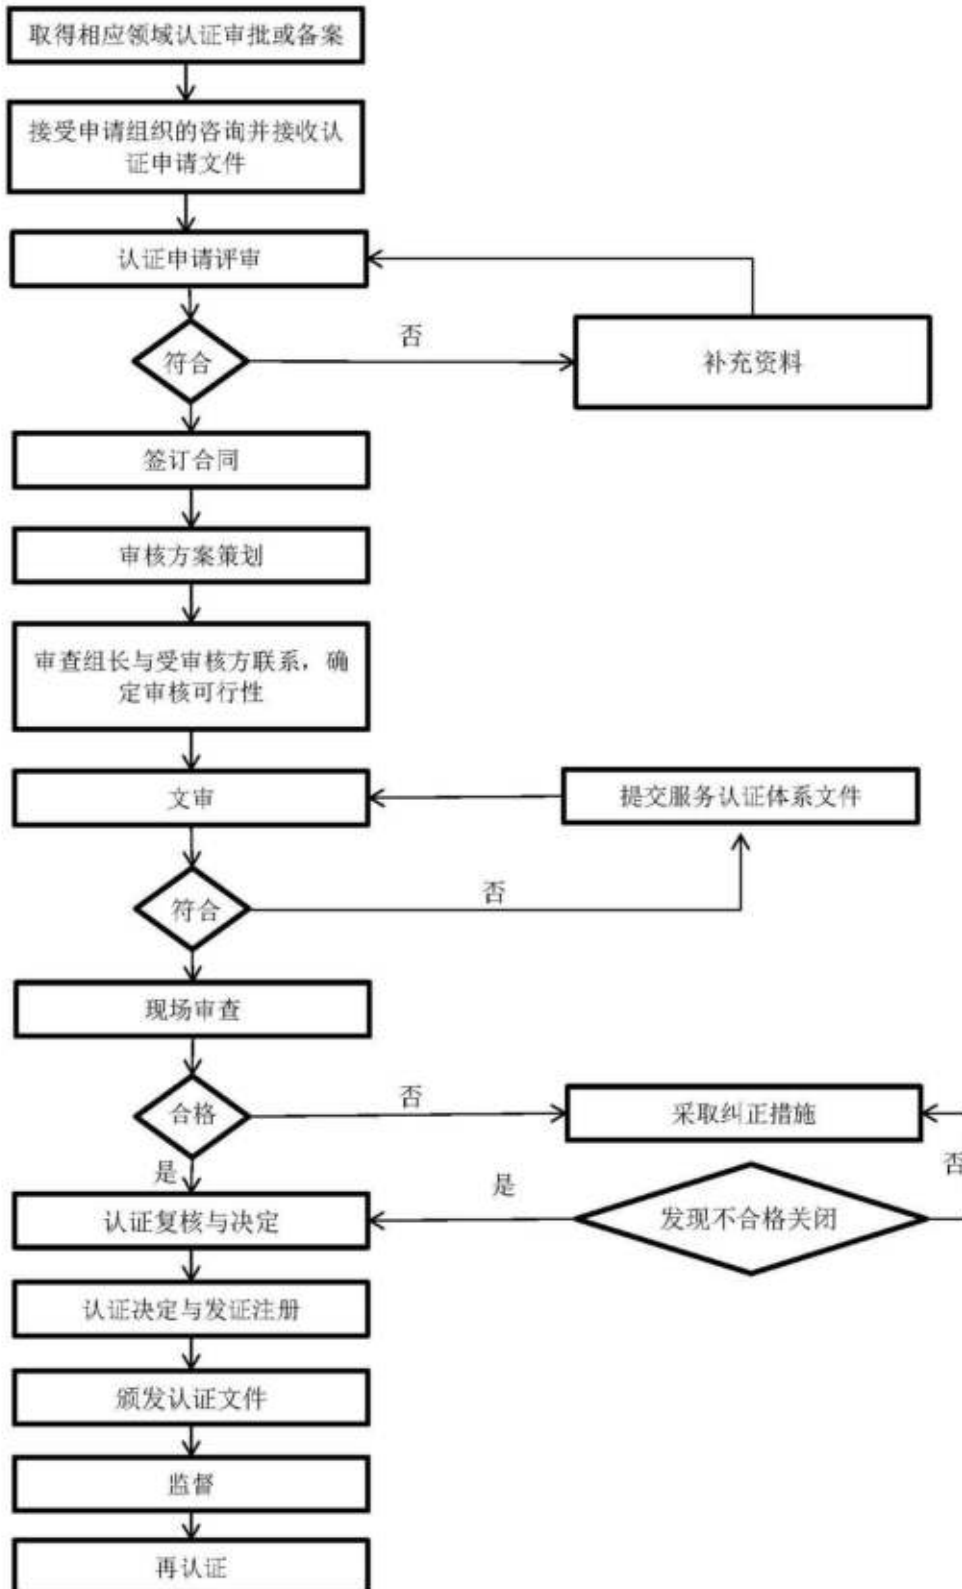 取得相应领域认证审批或备案
接受申请组织的咨询并接收认
证申请文件
认证申请评审
符合
否
补充资料
签订合同
审核方案策划
审查组长与受审核方联系，确
定审核可行性
文审
提交服务认证体系文件
符合
否
现场审查
合格
否
采取纠正措施
是
是
否
认证复核与决定
发现不合格关闭
认证决定与发证注册
颁发认证文件
监督
再认证